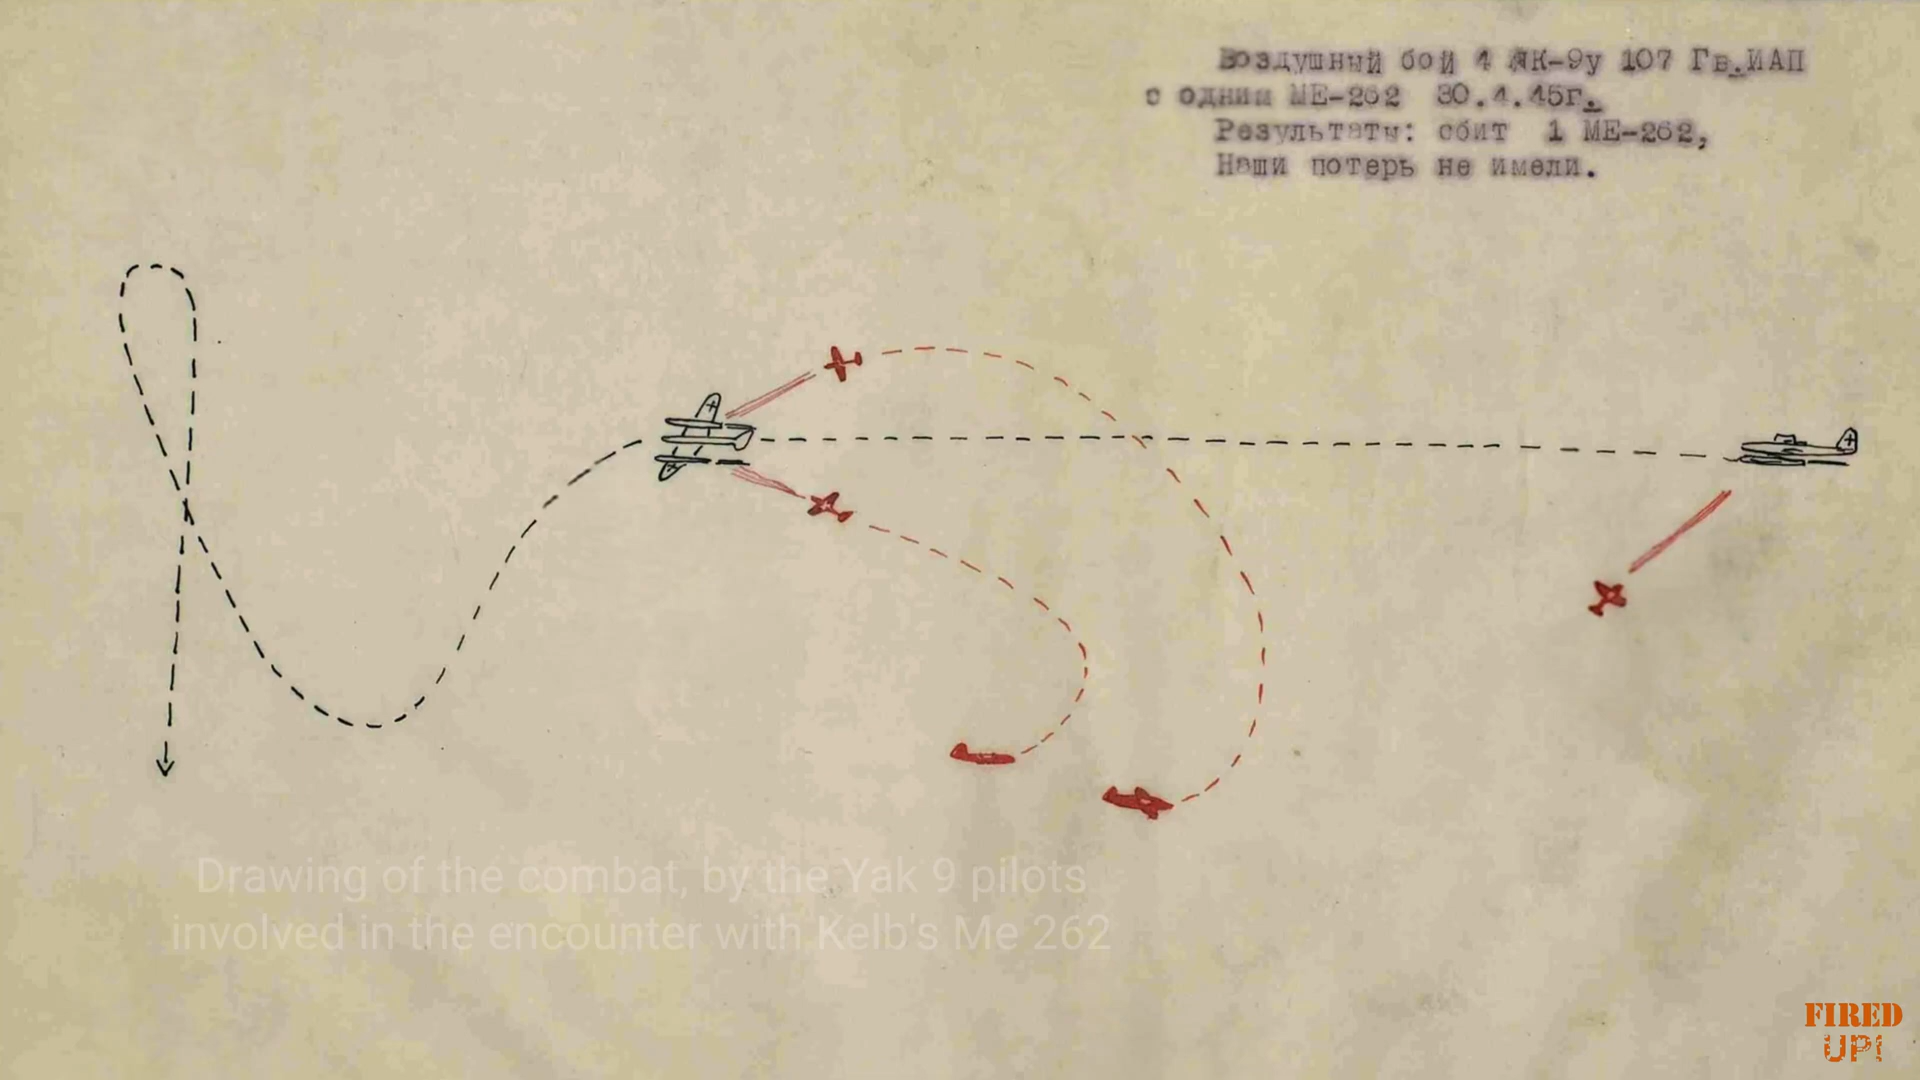 Воздушный бой 4 ЯК-9у 107 Гв.ИАП
с одним МЕ-262 30.4.45г.
Результаты: сбит 1 МЕ-262,
Наши потерь не имели.
Drawing of the combat, by the Yak 9 pilots
involved in the encounter with Kelb's Me 262
FIRED
UP!